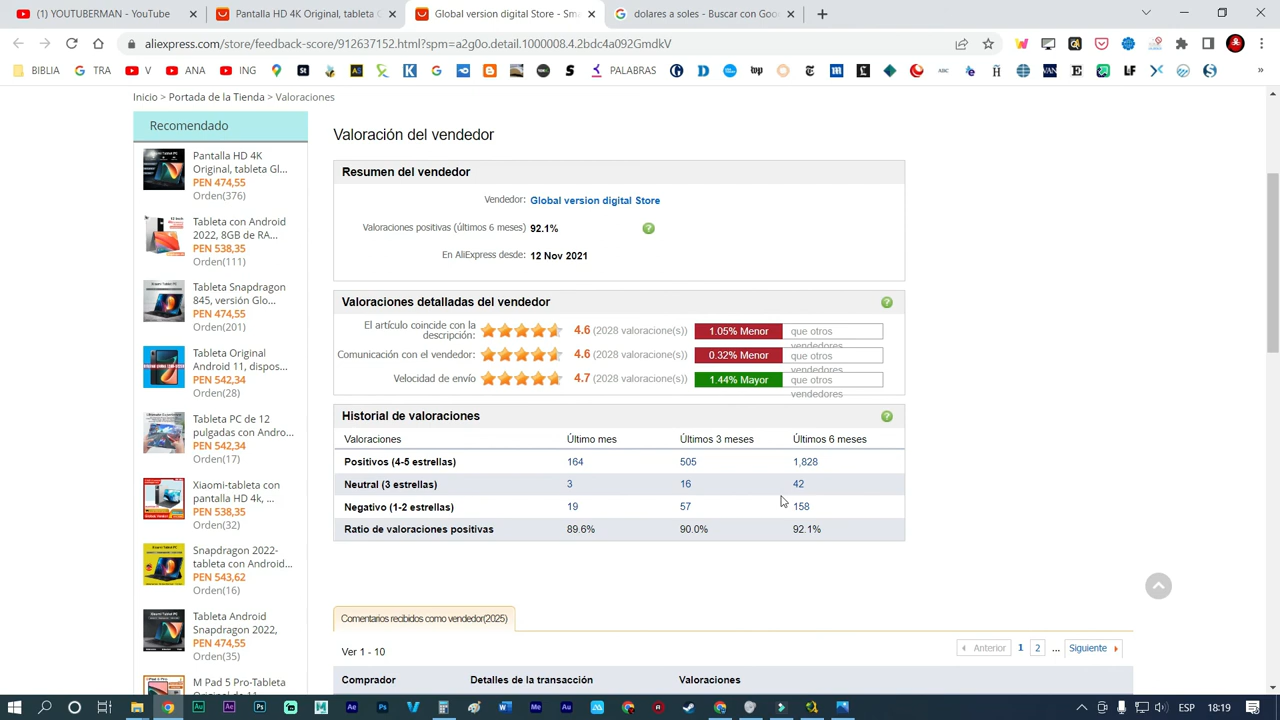 (1) YOUTUBERMAN - YouTube
Pantalla HD 4K Original, tableta G
Global version digital Store - Sma
dolares a soles - Buscar con Goo
aliexpress.com/store/feedback-score/912637152.html?spm=a2g0o.detail.1000008.4.2bdc4a092GmdkV
BIBLIA
TRA
V
ANA
ING
PALABRAS
Inicio > Portada de la Tienda > Valoraciones
Recomendado
Pantalla HD 4K
Original, tableta Gl...
PEN 474,55
Orden(376)
Tableta con Android
2022, 8GB de RA...
PEN 538,35
Orden(111)
Tableta Snapdragon
845, versión Glo...
PEN 474,55
Orden(201)
Tableta Original
Android 11, dispos...
PEN 542,34
Orden(28)
Tableta PC de 12
pulgadas con Andro...
PEN 542,34
Orden(17)
Xiaomi-tableta con
pantalla HD 4k, ...
PEN 538,35
Orden(32)
Snapdragon 2022-
tableta con Android...
PEN 543,62
Orden(16)
Tableta Android
Snapdragon 2022,
PEN 474,55
Orden(35)
M Pad 5 Pro-Tableta
Original de 11
Valoración del vendedor
Resumen del vendedor
Vendedor: Global version digital Store
Valoraciones positivas (últimos 6 meses) 92.1%
En AliExpress desde: 12 Nov 2021
Valoraciones detalladas del vendedor
El artículo coincide con la
descripción:
4.6 (2028 valoracione(s)) 1.05% Menor que otros
vendedores
Comunicación con el vendedor: 4.6 (2028 valoracione(s)) 0.32% Menor que otros
vendedores
Velocidad de envío 4.7 (2028 valoracione(s)) 1.44% Mayor que otros
vendedores
Historial de valoraciones
Valoraciones Último mes Últimos 3 meses Últimos 6 meses
Positivos (4-5 estrellas) 164 505 1,828
Neutral (3 estrellas) 3 16 42
Negativo (1-2 estrellas) 19 57 158
Ratio de valoraciones positivas 89.6% 90.0% 92.1%
Comentarios recibidos como vendedor(2025)
Ver 1 - 10
Anterior 1 2 ... Siguiente
Comprador Detalles de la transacción Valoraciones
ESP 18:19